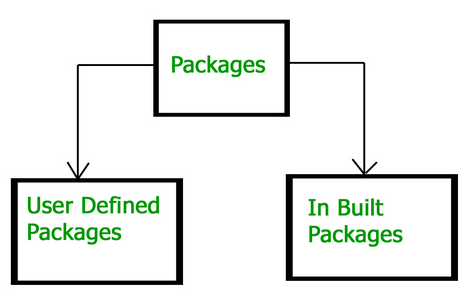 Packages
User Defined
Packages
In Built
Packages